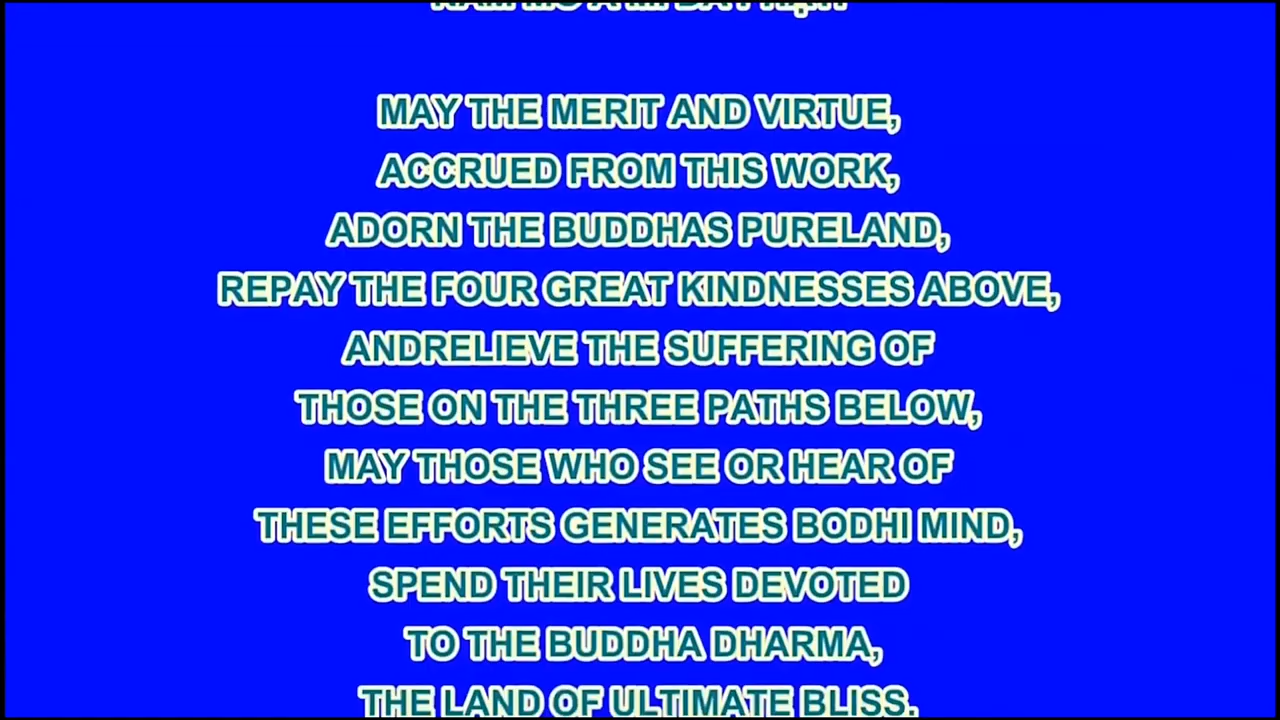 MAY THE MERIT AND VIRTUE,
ACCRUED FROM THIS WORK,
ADORN THE BUDDHAS PURELAND,
REPAY THE FOUR GREAT KINDNESSES ABOVE,
ANDRELIEVE THE SUFFERING OF
THOSE ON THE THREE PATHS BELOW,
MAY THOSE WHO SEE OR HEAR OF
THESE EFFORTS GENERATES BODHI MIND,
SPEND THEIR LIVES DEVOTED
TO THE BUDDHA DHARMA,
THE LAND OF ULTIMATE BLISS.